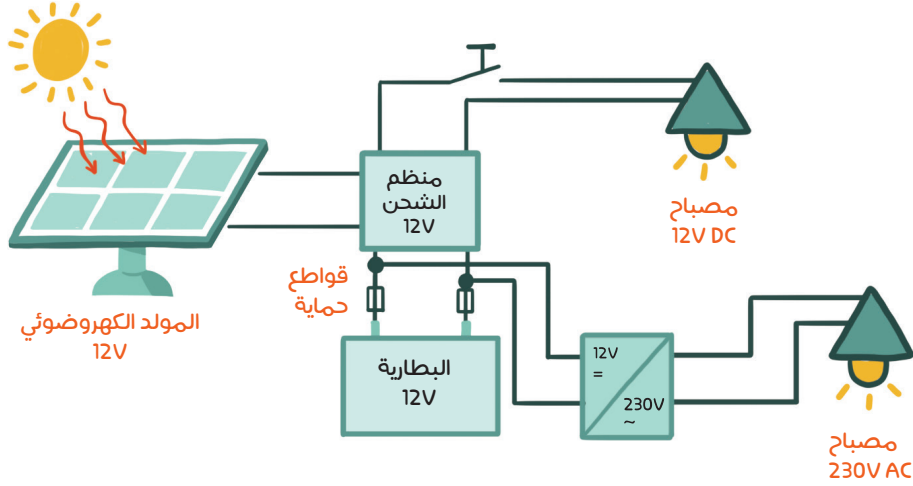 منظم
الشحن
12V
مصباح
12V DC
قواطع
حماية
المولد الكهروضوئي
12V
البطارية
12V
12V
=
230V
~
مصباح
230V AC